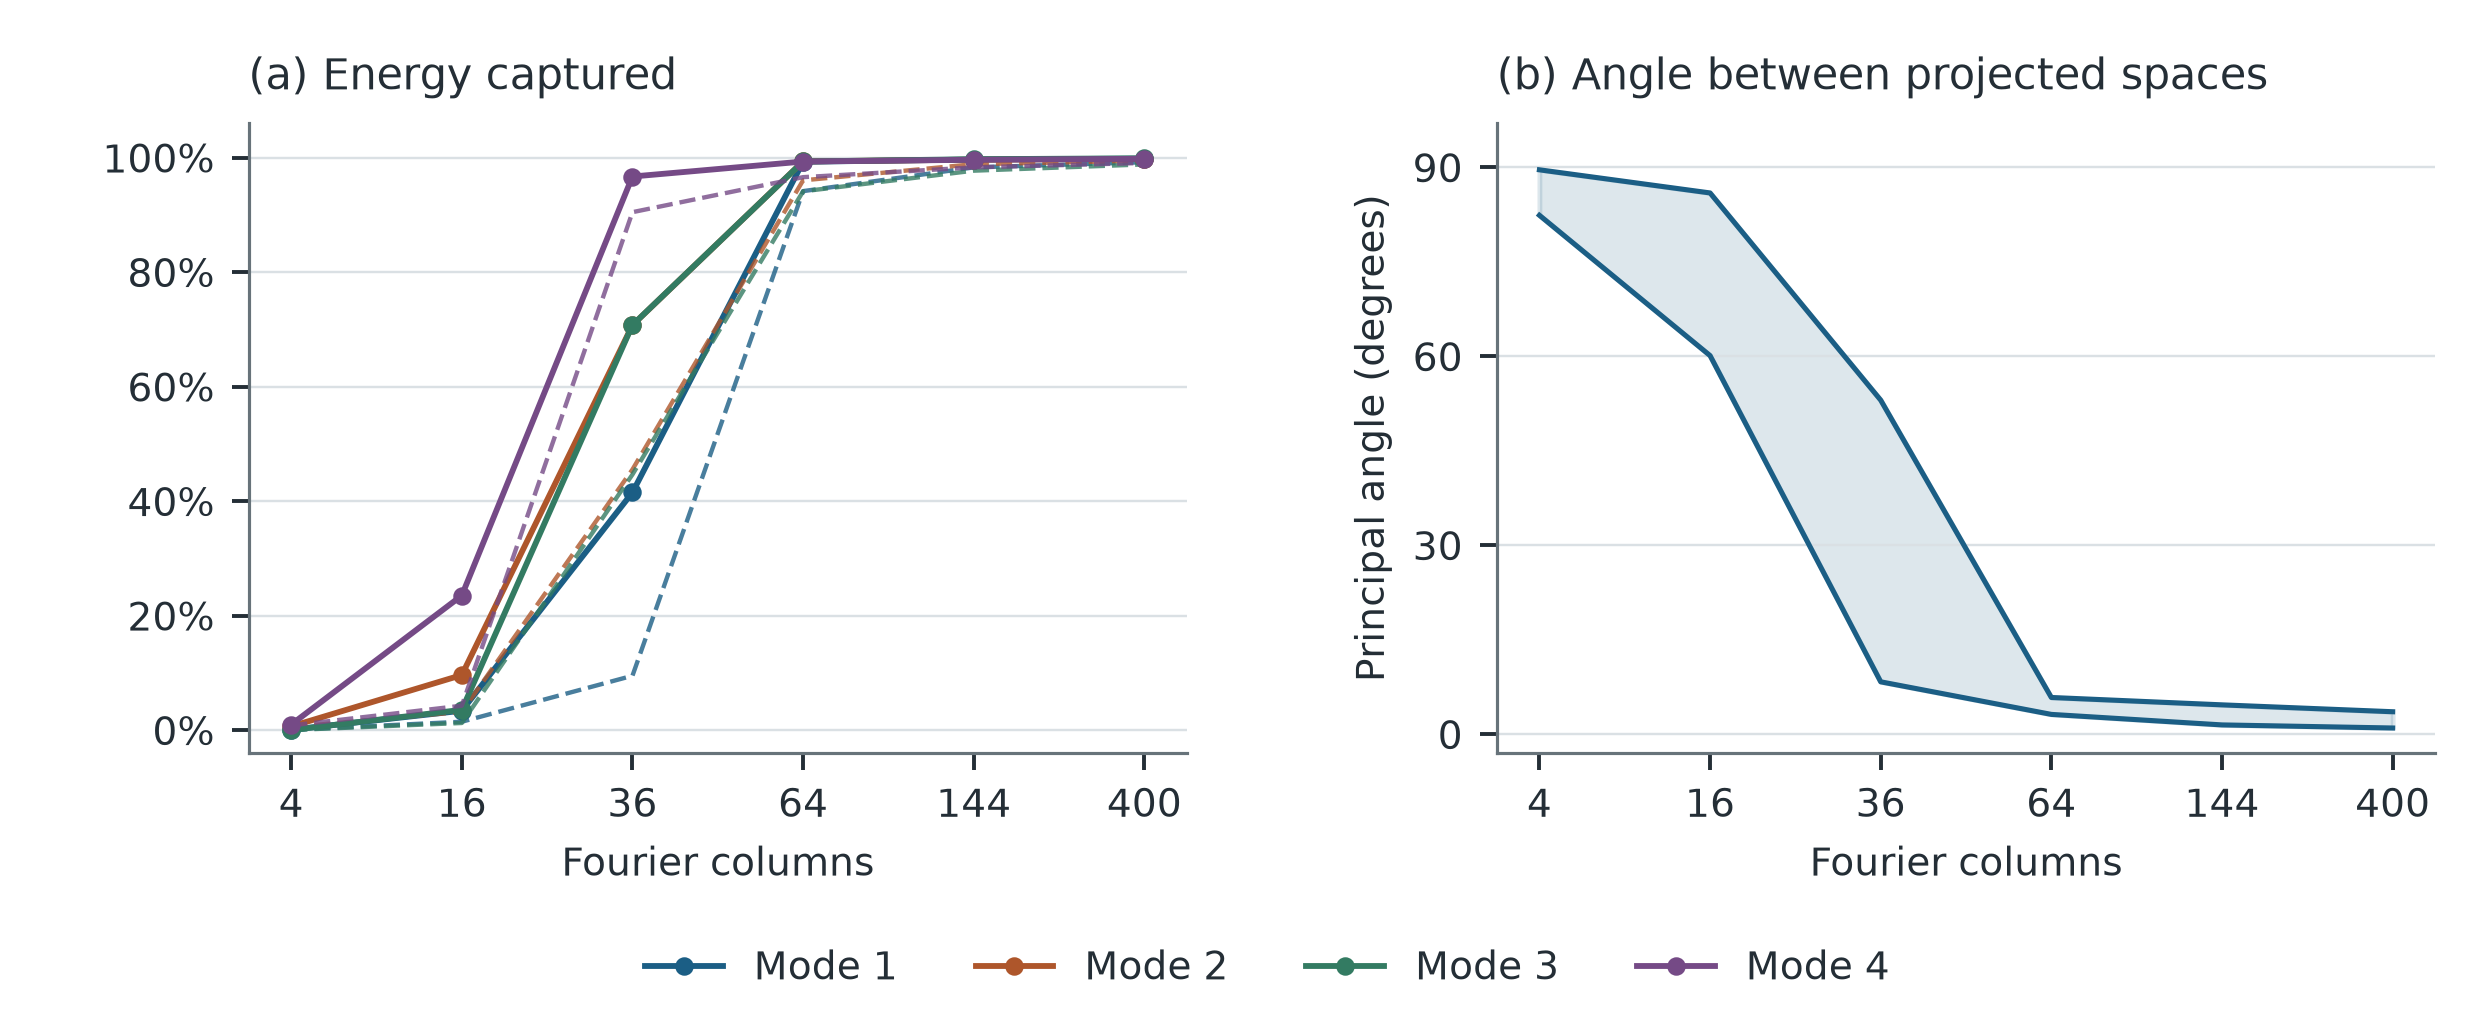 (a) Energy captured
100%
80%
60%
40%
20%
0%
4 16 36 64 144 400
Fourier columns
(b) Angle between projected spaces
Principal angle (degrees)
90
60
30
0
4 16 36 64 144 400
Fourier columns
Mode 1 Mode 2 Mode 3 Mode 4